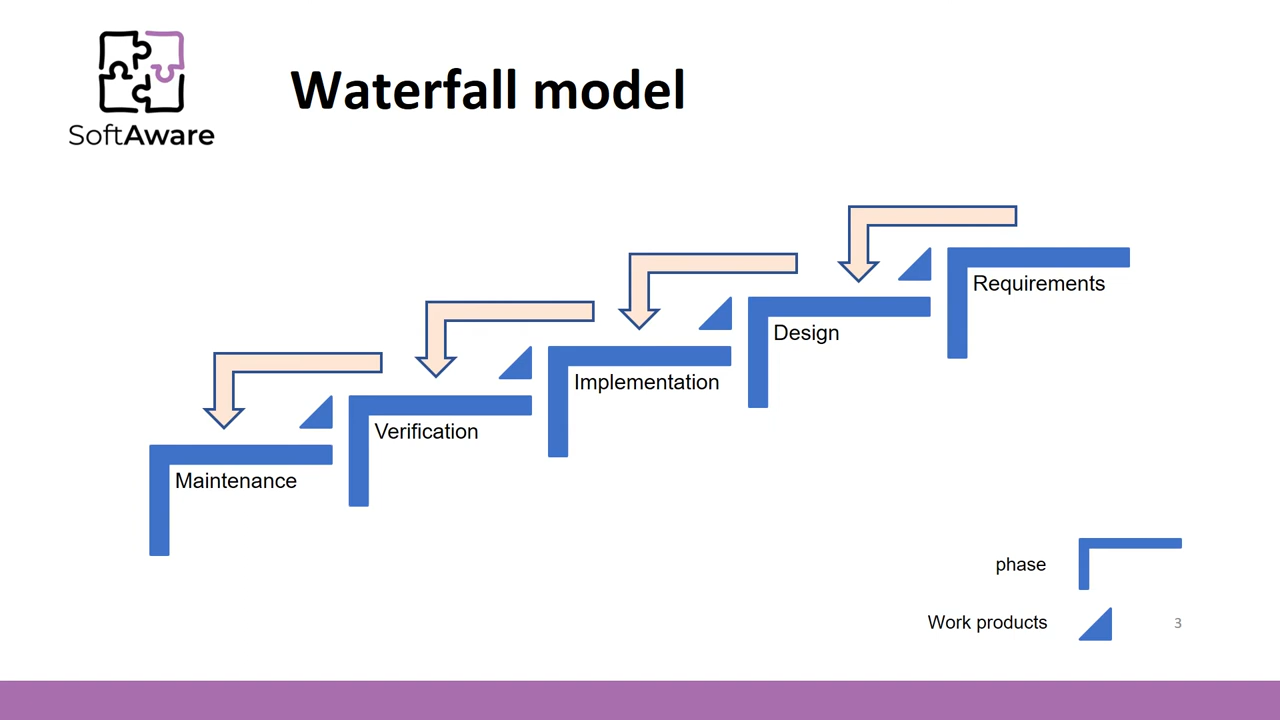 SoftAware
Waterfall model
Requirements
Design
Implementation
Verification
Maintenance
phase
Work products
3